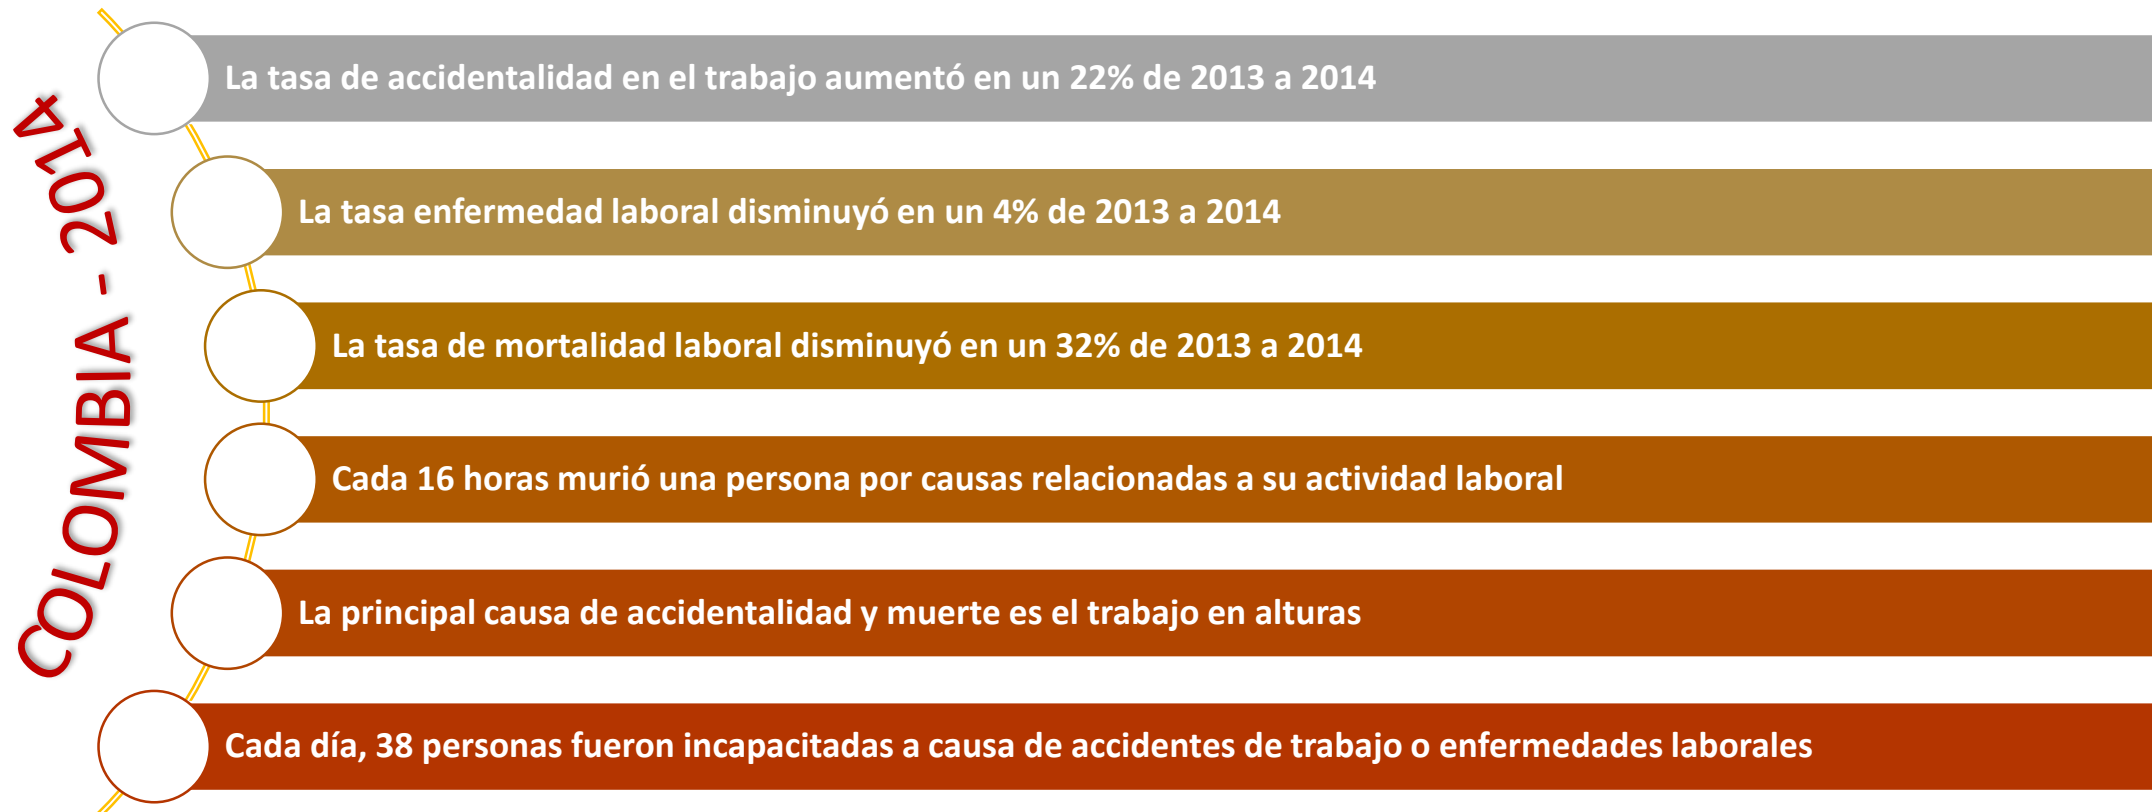 COLOMBIA - 2014
La tasa de accidentalidad en el trabajo aumentó en un 22% de 2013 a 2014
La tasa enfermedad laboral disminuyó en un 4% de 2013 a 2014
La tasa de mortalidad laboral disminuyó en un 32% de 2013 a 2014
Cada 16 horas murió una persona por causas relacionadas a su actividad laboral
La principal causa de accidentalidad y muerte es el trabajo en alturas
Cada día, 38 personas fueron incapacitadas a causa de accidentes de trabajo o enfermedades laborales